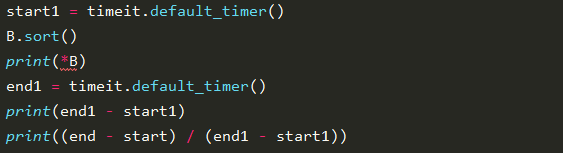 start1 = timeit.default_timer()
B.sort()
print(*B)
end1 = timeit.default_timer()
print(end1 - start1)
print((end - start) / (end1 - start1))